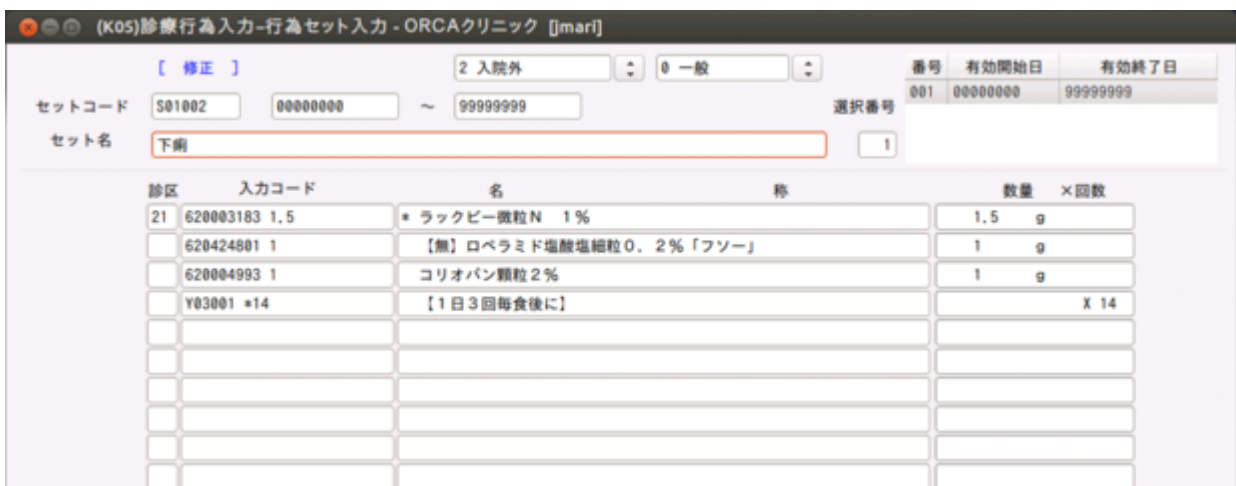 (K05)診療行為入力-行為セット入力 - ORCAクリニック [jmari]
[ 修正 ] 2 入院外 0 一般 番号 有効開始日 有効終了日
001 00000000 99999999
セットコード S01002 00000000 ～ 99999999 選択番号
セット名 下痢 1
診区 入力コード 名 称 数量 ×回数
21 620003183 1.5 * ラックビー微粒N 1% 1.5 g
620424801 1 【無】ロペラミド塩酸塩細粒0．2%「フソー」 1 g
620004993 1 コリオパン顆粒2% 1 g
Y03001 *14 【1日3回毎食後に】 X 14